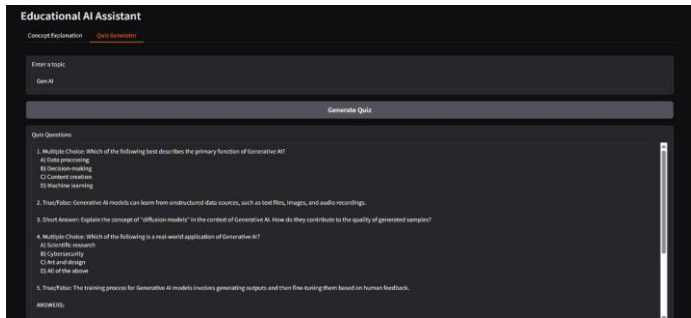 Educational AI Assistant
Concept Explanation Quiz Generator
Enter a topic
Gen AI
Generate Quiz
Quiz Questions
1. Multiple Choice: Which of the following best describes the primary function of Generative AI?
A) Data processing
B) Decision-making
C) Content creation
D) Machine learning
2. True/False: Generative AI models can learn from unstructured data sources, such as text files, images, and audio recordings.
3. Short Answer: Explain the concept of "diffusion models" in the context of Generative AI. How do they contribute to the quality of generated samples?
4. Multiple Choice: Which of the following is a real-world application of Generative AI?
A) Scientific research
B) Cybersecurity
C) Art and design
D) All of the above
5. True/False: The training process for Generative AI models involves generating outputs and then fine-tuning them based on human feedback.
ANSWERS: